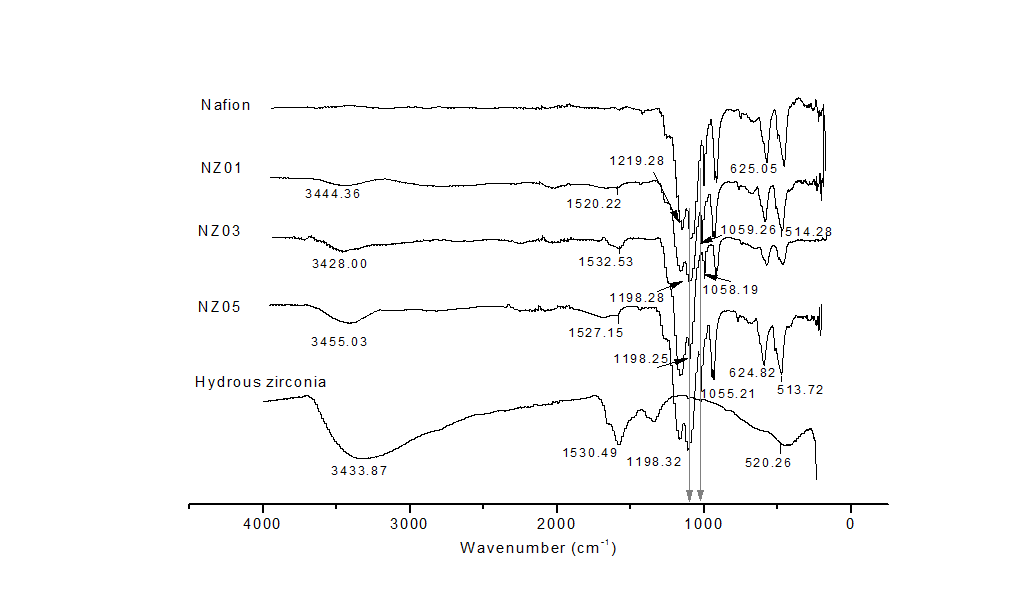 Nafion
1219.28
625.05
NZ01
3444.36
1520.22
NZ03
1059.26
514.28
3428.00
1532.53
1198.28
1058.19
NZ05
3455.03
1527.15
1198.25
624.82
1055.21
513.72
Hydrous zirconia
3433.87
1530.49
1198.32
520.26
4000 3000 2000 1000 0
Wavenumber (cm-1)